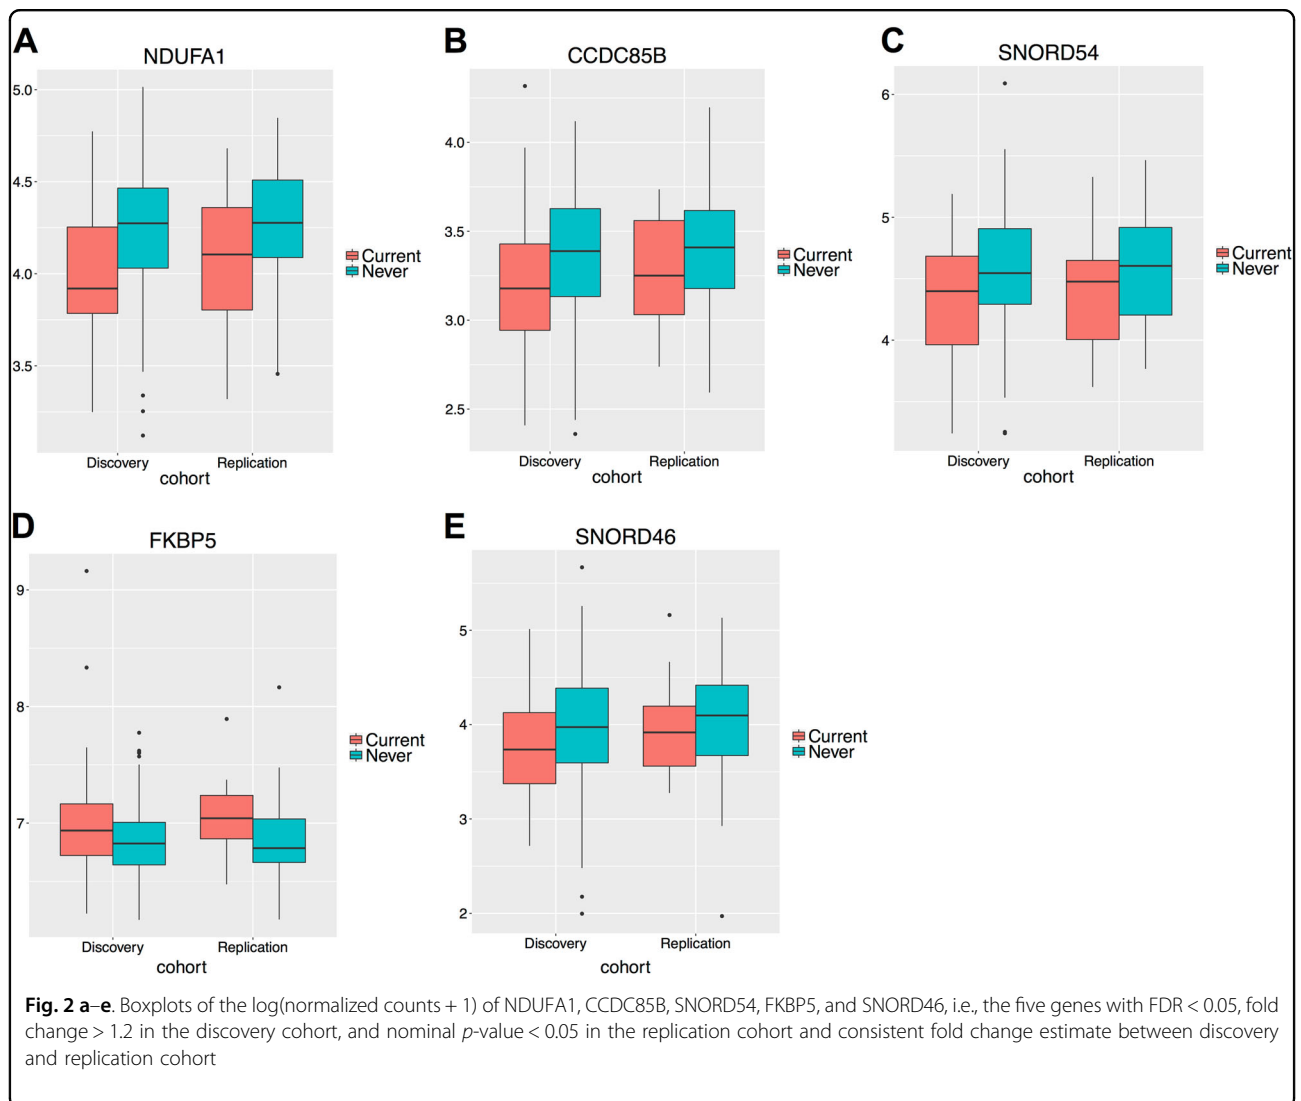 A
NDUFA1
5.0
4.5
4.0
3.5
Discovery Replication
cohort
Current
Never
B
CCDC85B
4.0
3.5
3.0
2.5
Discovery Replication
cohort
Current
Never
C
SNORD54
6
5
4
Discovery Replication
cohort
Current
Never
D
FKBP5
9
8
7
Discovery Replication
cohort
Current
Never
E
SNORD46
5
4
3
2
Discovery Replication
cohort
Current
Never
Fig. 2 a–e. Boxplots of the log(normalized counts + 1) of NDUFA1, CCDC85B, SNORD54, FKBP5, and SNORD46, i.e., the five genes with FDR < 0.05, fold
change > 1.2 in the discovery cohort, and nominal p-value < 0.05 in the replication cohort and consistent fold change estimate between discovery
and replication cohort